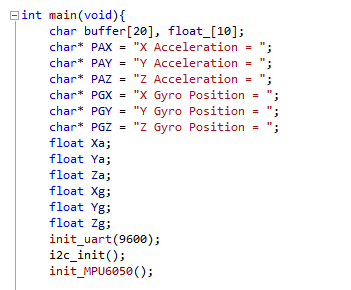 int main(void){
    char buffer[20], float_[10];
    char* PAX = "X Acceleration = ";
    char* PAY = "Y Acceleration = ";
    char* PAZ = "Z Acceleration = ";
    char* PGX = "X Gyro Position = ";
    char* PGY = "Y Gyro Position = ";
    char* PGZ = "Z Gyro Position = ";
    float Xa;
    float Ya;
    float Za;
    float Xg;
    float Yg;
    float Zg;
    init_uart(9600);
    i2c_init();
    init_MPU6050();